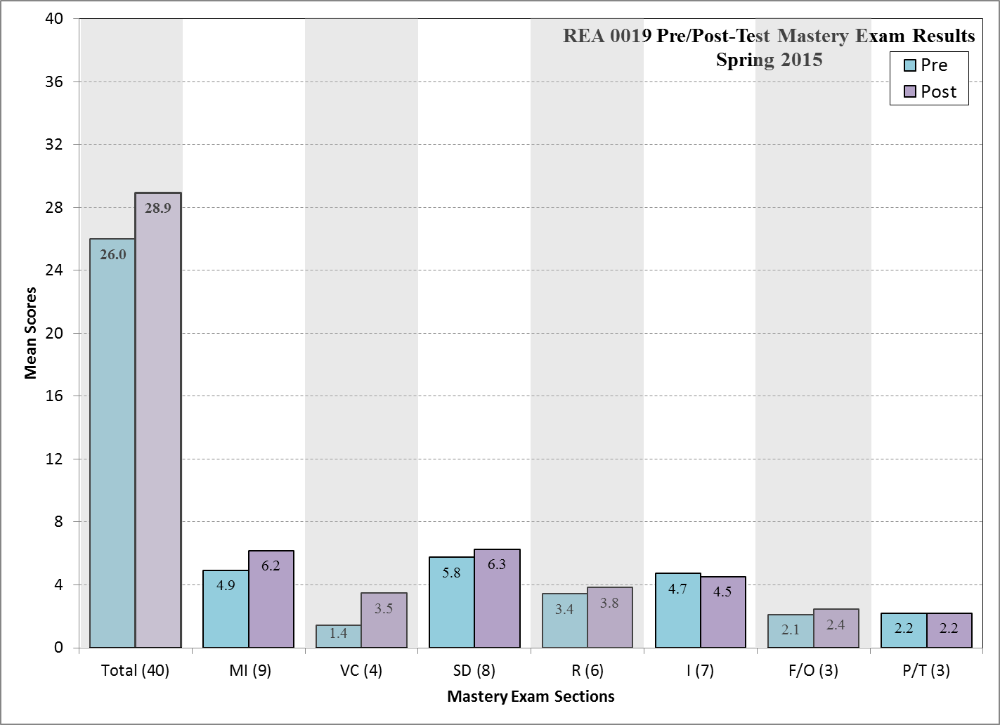 REA 0019 Pre/Post-Test Mastery Exam Results
Spring 2015
Pre
Post
40
36
32
28
24
20
16
12
8
4
0
Mean Scores
26.0
28.9
4.9
6.2
1.4
3.5
5.8
6.3
3.4
3.8
4.7
4.5
2.1
2.4
2.2
2.2
Total (40)
MI (9)
VC (4)
SD (8)
R (6)
I (7)
F/O (3)
P/T (3)
Mastery Exam Sections